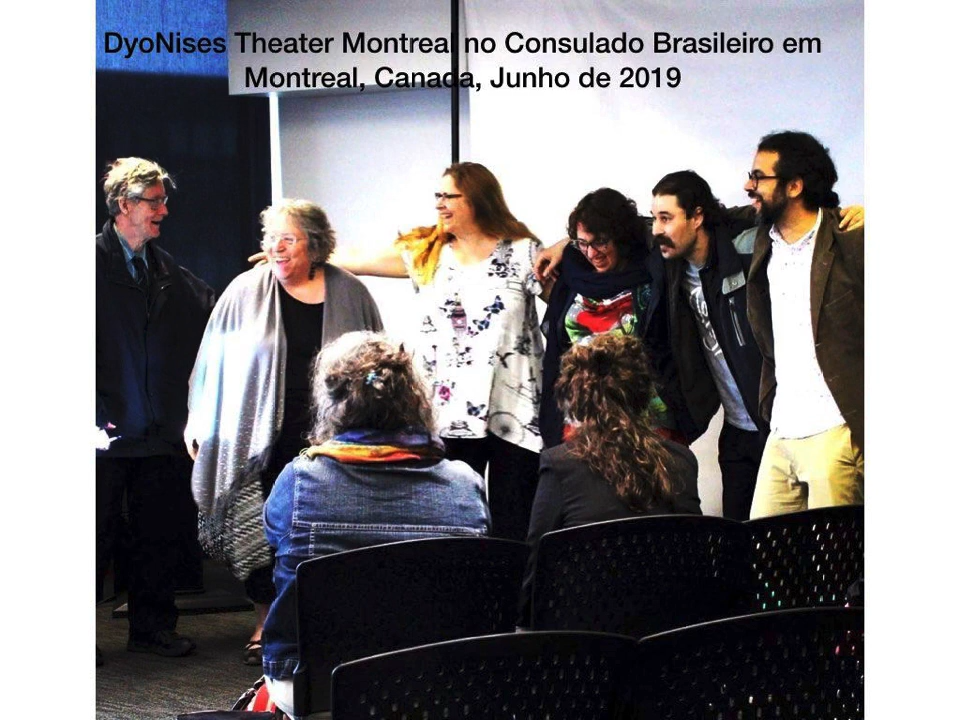 DyoNises Theater Montreal no Consulado Brasileiro em
Montreal, Canada, Junho de 2019